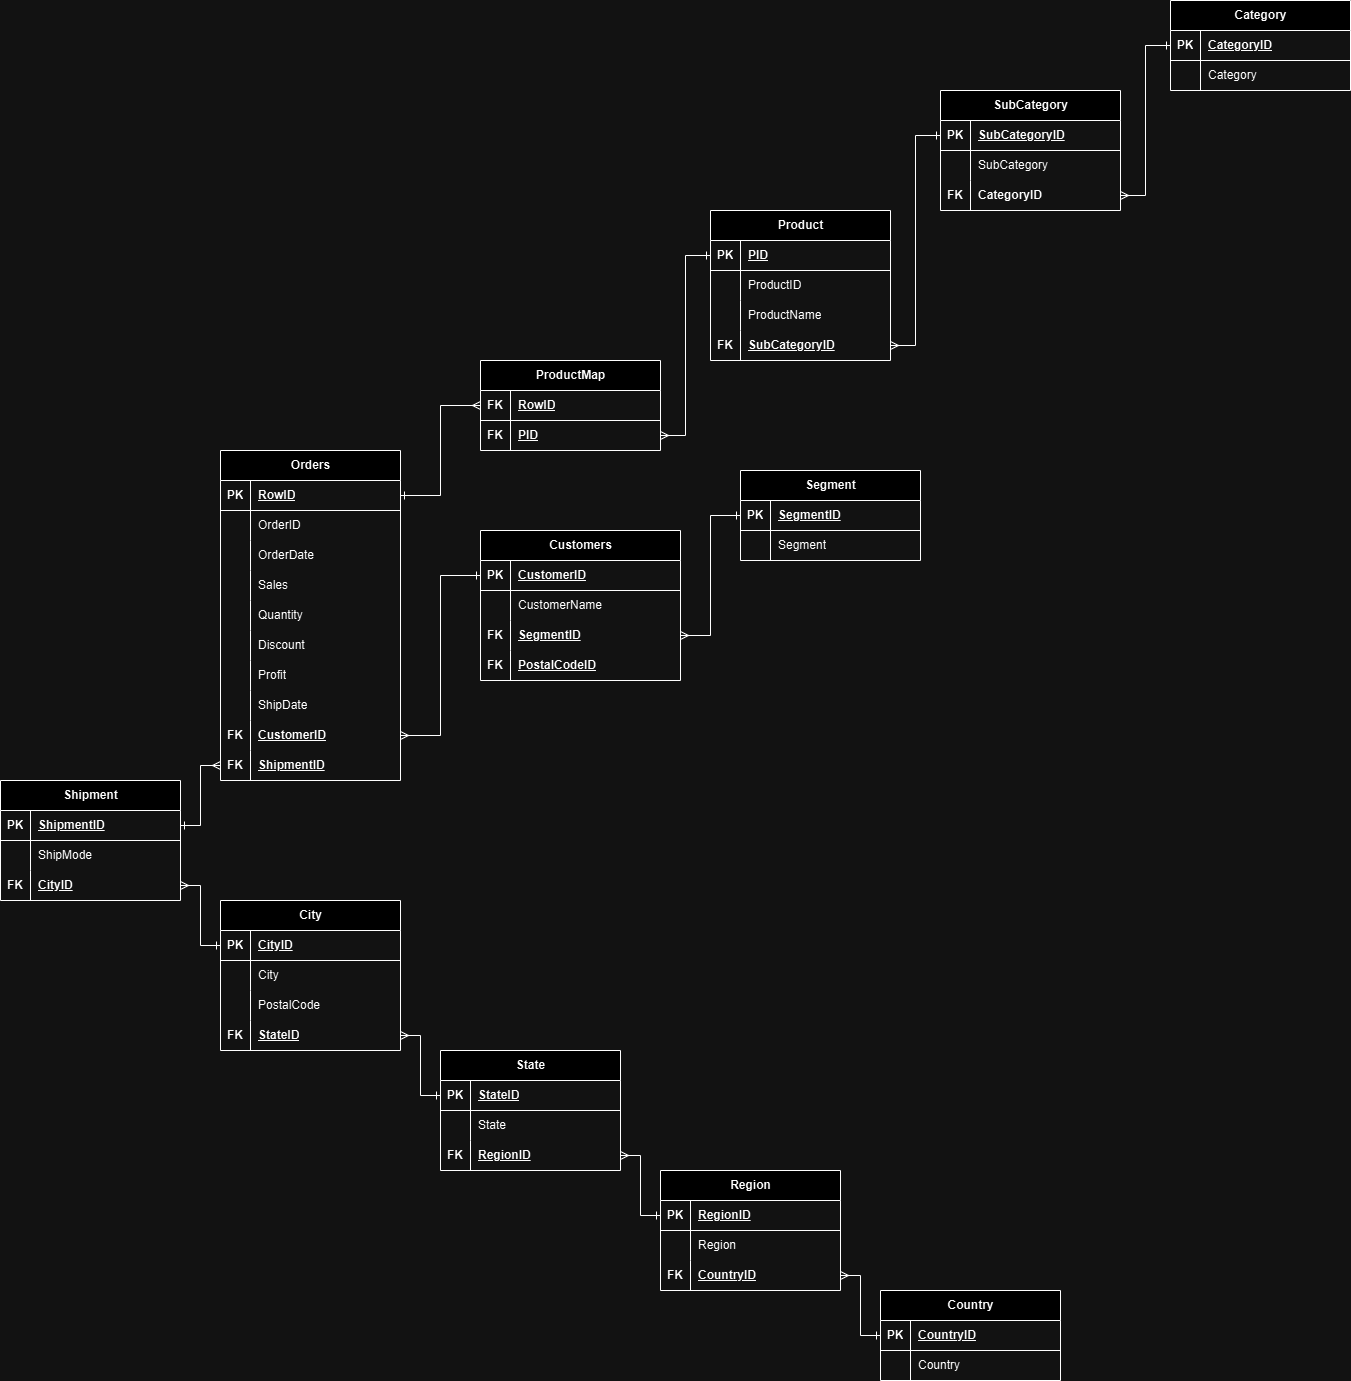 Category
PK CategoryID
Category
SubCategory
PK SubCategoryID
SubCategory
FK CategoryID
Product
PK PID
ProductID
ProductName
FK SubCategoryID
ProductMap
FK RowID
FK PID
Orders
PK RowID
OrderID
OrderDate
Sales
Quantity
Discount
Profit
ShipDate
FK CustomerID
FK ShipmentID
Segment
PK SegmentID
Segment
Customers
PK CustomerID
CustomerName
FK SegmentID
FK PostalCodeID
Shipment
PK ShipmentID
ShipMode
FK CityID
City
PK CityID
City
PostalCode
FK StateID
State
PK StateID
State
FK RegionID
Region
PK RegionID
Region
FK CountryID
Country
PK CountryID
Country